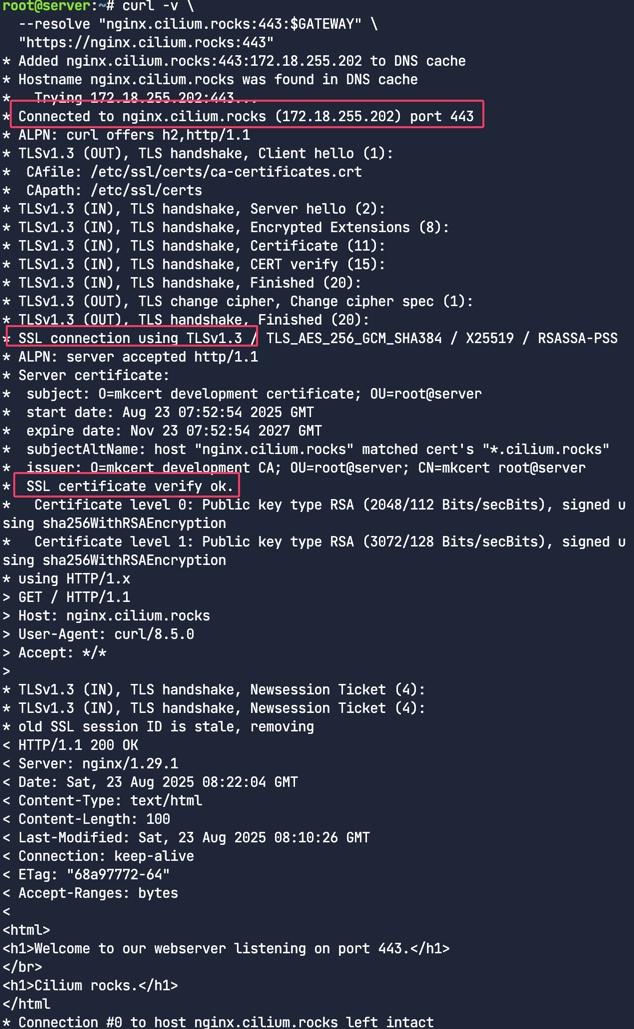 root@server:~# curl -v \
  --resolve "nginx.cilium.rocks:443:$GATEWAY" \
  "https://nginx.cilium.rocks:443"
* Added nginx.cilium.rocks:443:172.18.255.202 to DNS cache
* Hostname nginx.cilium.rocks was found in DNS cache
*   Trying 172.18.255.202:443...
* Connected to nginx.cilium.rocks (172.18.255.202) port 443
* ALPN: curl offers h2,http/1.1
* TLSv1.3 (OUT), TLS handshake, Client hello (1):
*  CAfile: /etc/ssl/certs/ca-certificates.crt
*  CApath: /etc/ssl/certs
* TLSv1.3 (IN), TLS handshake, Server hello (2):
* TLSv1.3 (IN), TLS handshake, Encrypted Extensions (8):
* TLSv1.3 (IN), TLS handshake, Certificate (11):
* TLSv1.3 (IN), TLS handshake, CERT verify (15):
* TLSv1.3 (IN), TLS handshake, Finished (20):
* TLSv1.3 (OUT), TLS change cipher, Change cipher spec (1):
* TLSv1.3 (OUT), TLS handshake, Finished (20):
* SSL connection using TLSv1.3 / TLS_AES_256_GCM_SHA384 / X25519 / RSASSA-PSS
* ALPN: server accepted http/1.1
* Server certificate:
*  subject: O=mkcert development certificate; OU=root@server
*  start date: Aug 23 07:52:54 2025 GMT
*  expire date: Nov 23 07:52:54 2027 GMT
*  subjectAltName: host "nginx.cilium.rocks" matched cert's "*.cilium.rocks"
*  issuer: O=mkcert development CA; OU=root@server; CN=mkcert root@server
*  SSL certificate verify ok.
*   Certificate level 0: Public key type RSA (2048/112 Bits/secBits), signed u
sing sha256WithRSAEncryption
*   Certificate level 1: Public key type RSA (3072/128 Bits/secBits), signed u
sing sha256WithRSAEncryption
* using HTTP/1.x
> GET / HTTP/1.1
> Host: nginx.cilium.rocks
> User-Agent: curl/8.5.0
> Accept: */*
>
* TLSv1.3 (IN), TLS handshake, Newsession Ticket (4):
* TLSv1.3 (IN), TLS handshake, Newsession Ticket (4):
* old SSL session ID is stale, removing
< HTTP/1.1 200 OK
< Server: nginx/1.29.1
< Date: Sat, 23 Aug 2025 08:22:04 GMT
< Content-Type: text/html
< Content-Length: 100
< Last-Modified: Sat, 23 Aug 2025 08:10:26 GMT
< Connection: keep-alive
< ETag: "68a97772-64"
< Accept-Ranges: bytes
<
<html>
<h1>Welcome to our webserver listening on port 443.</h1>
</br>
<h1>Cilium rocks.</h1>
</html
* Connection #0 to host nginx.cilium.rocks left intact